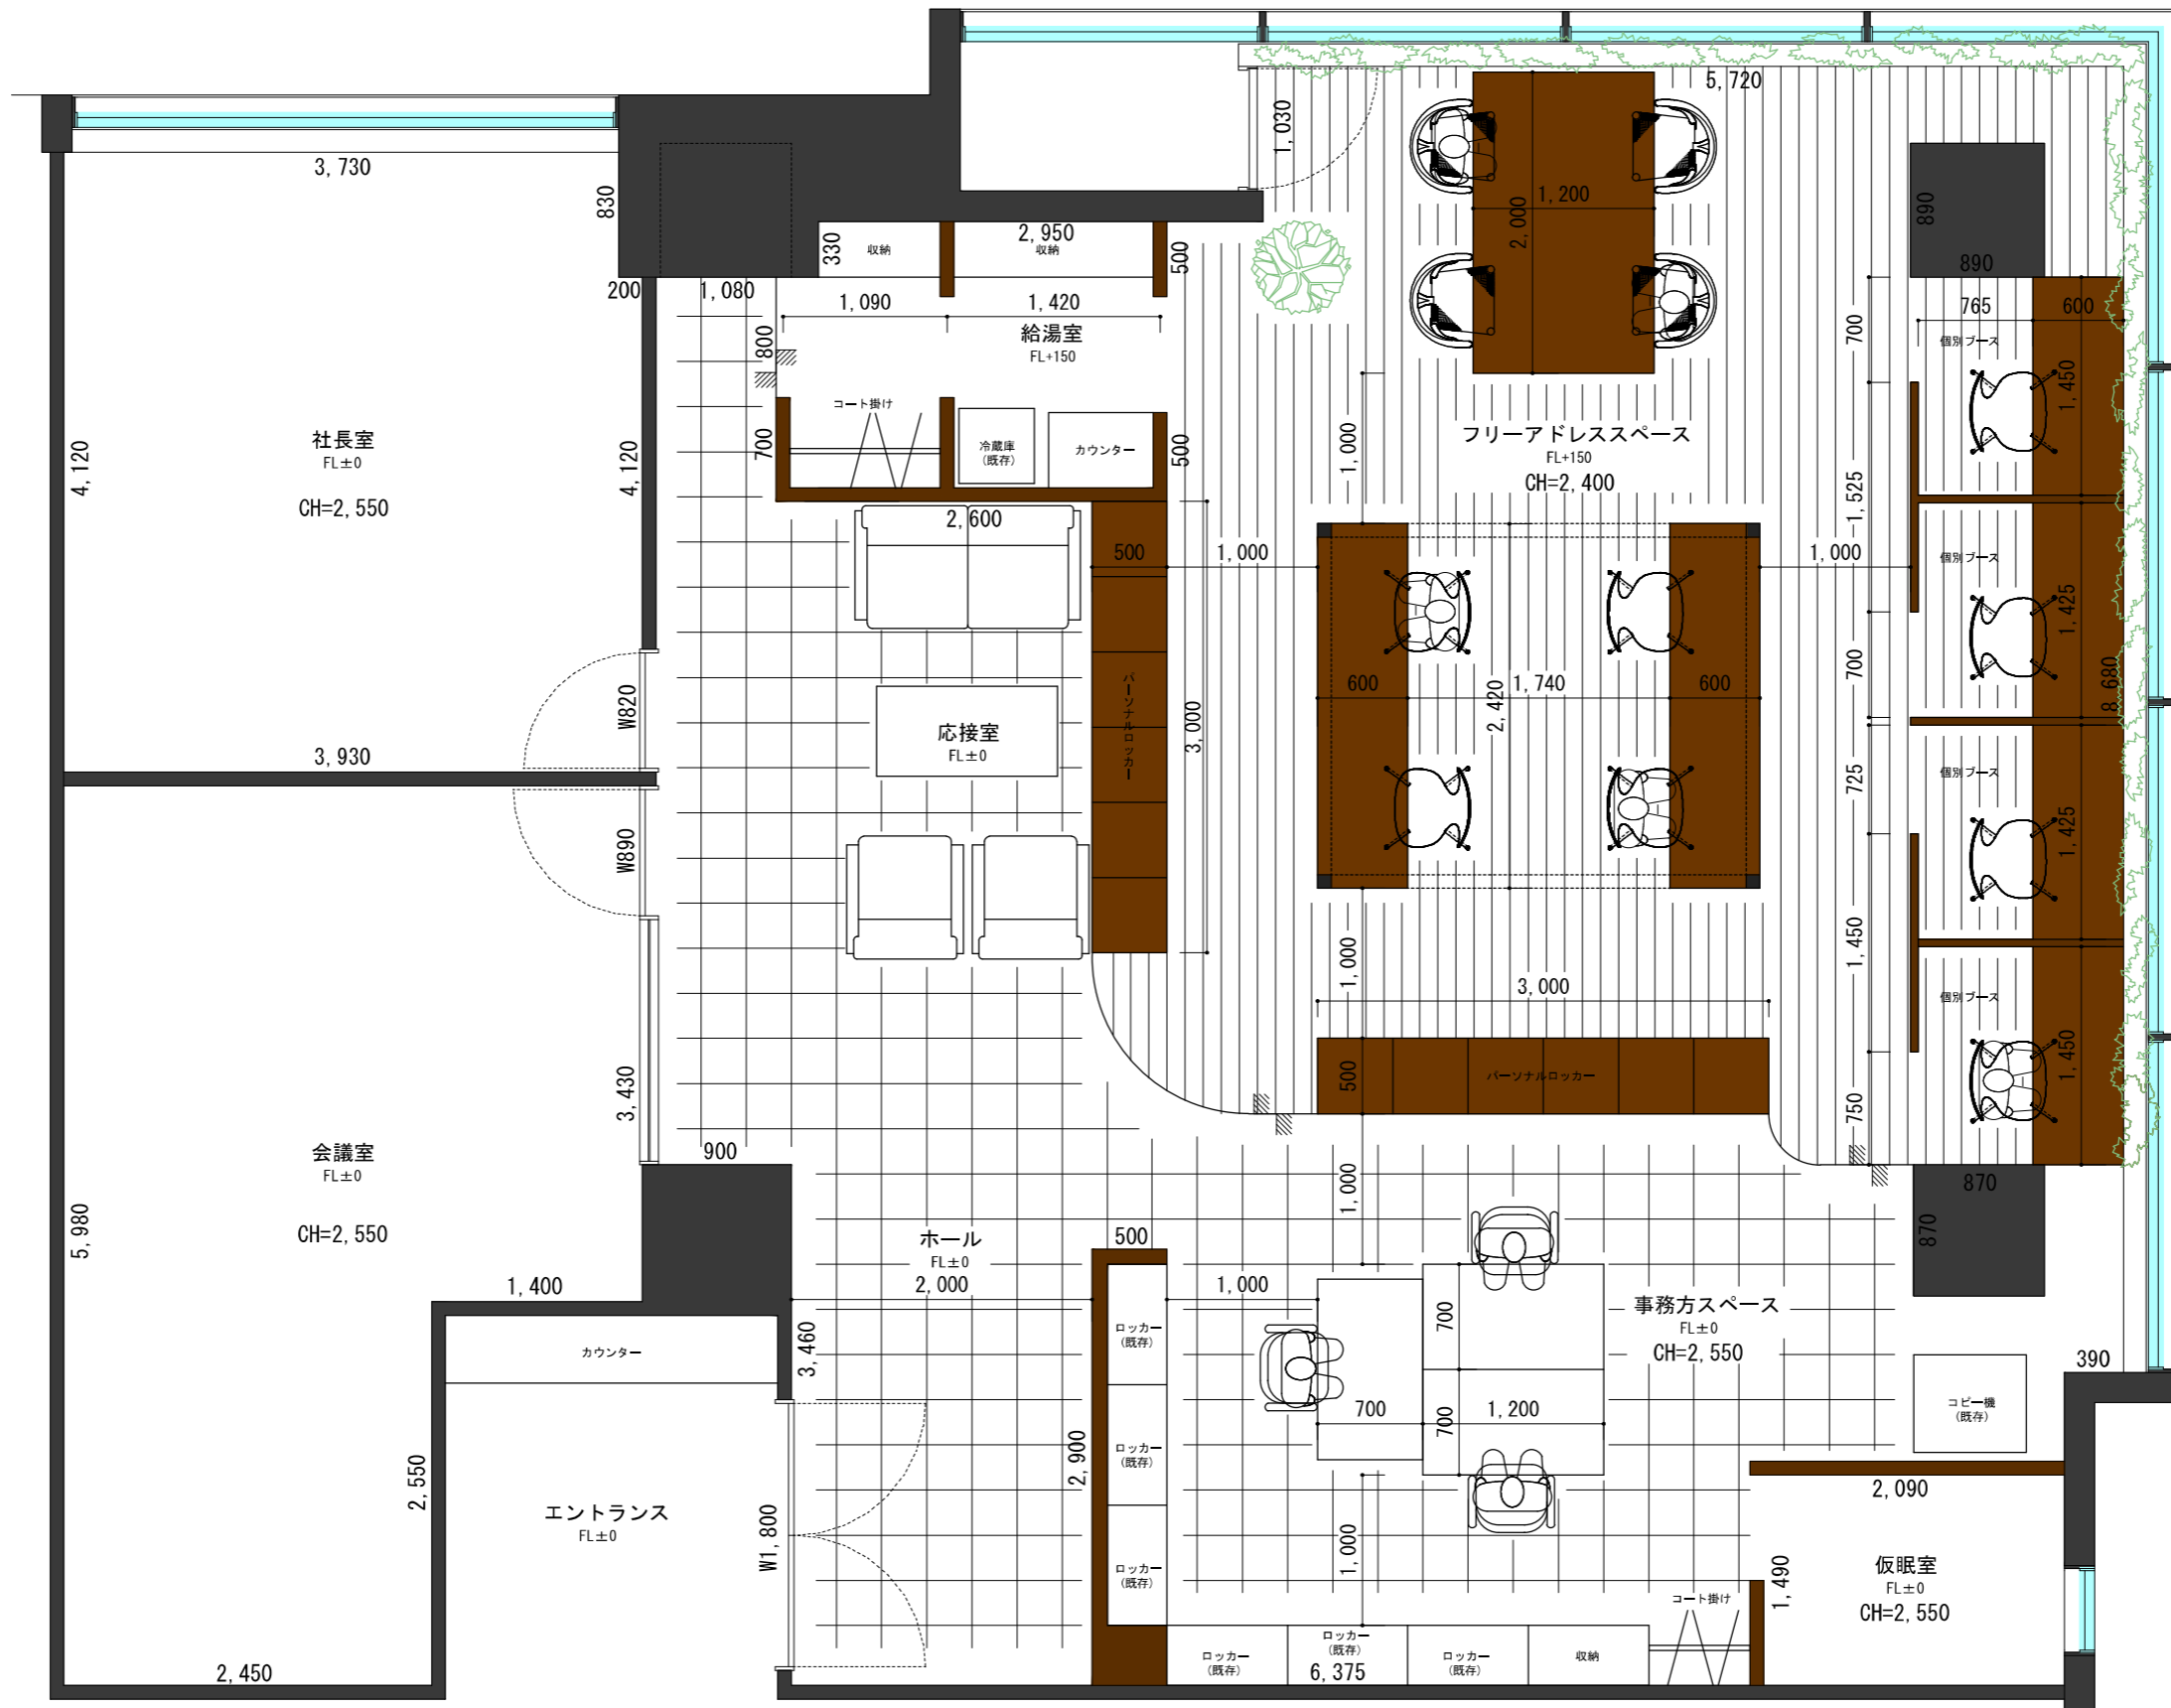 5,720
3,730
1,030
830
330
収納
2,950
収納
500
1,200
2,000
890
890
200
1,080
1,090
1,420
給湯室
FL+150
800
765
600
700
個別ブース
1,450
コート掛け
冷蔵庫
(既存)
カウンター
700
500
社長室
FL±0
CH=2,550
4,120
4,120
フリーアドレススペース
FL+150
CH=2,400
1,000
1,525
2,600
500
1,000
1,000
個別ブース
1,425
W820
応接室
FL±0
パーソナルロッカー
3,000
600
1,740
600
2,420
700
8,680
3,930
W890
725
個別ブース
1,425
1,000
1,450
3,000
個別ブース
1,450
500
パーソナルロッカー
3,430
750
900
会議室
FL±0
CH=2,550
5,980
1,000
870
870
ホール
FL±0
2,000
500
1,000
1,400
カウンター
3,460
ロッカー
(既存)
700
事務方スペース
FL±0
CH=2,550
390
700
700
1,200
コピー機
(既存)
2,550
2,900
ロッカー
(既存)
エントランス
FL±0
W1,800
2,090
1,000
ロッカー
(既存)
1,490
仮眠室
FL±0
CH=2,550
コート掛け
2,450
ロッカー
(既存)
ロッカー
(既存)
6,375
ロッカー
(既存)
収納